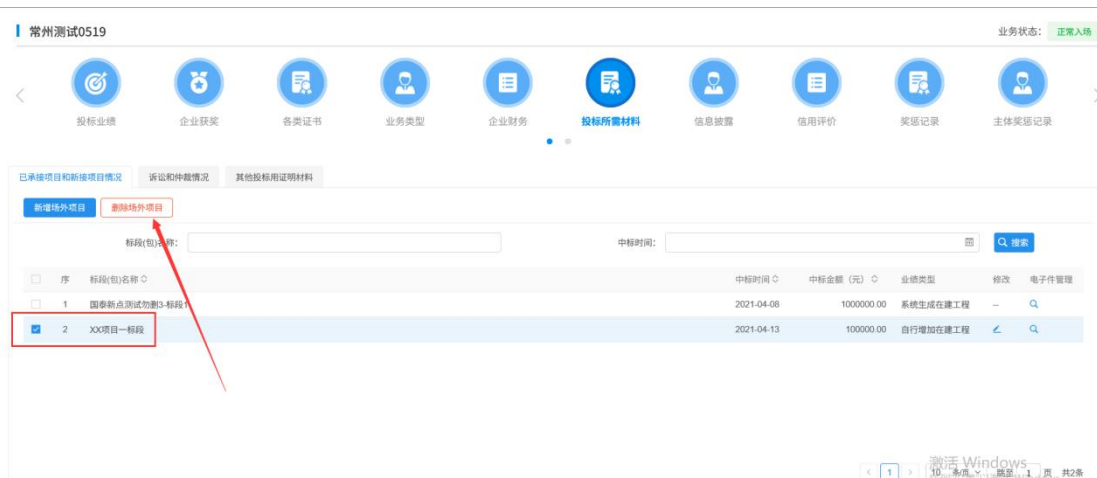 常州测试0519
业务状态： 正常入场
投标业绩 企业获奖 各类证书 业务类型 企业财务 投标所需材料 信息披露 信用评价 奖惩记录 主体奖惩记录
已承接项目和新接项目情况 诉讼和仲裁情况 其他投标用证明材料
新增场外项目 删除场外项目
标段(包)名称： 中标时间： 搜索
序 标段(包)名称 中标时间 中标金额（元） 业绩类型 修改 电子件管理
1 国泰新点测试勿删3-标段1 2021-04-08 1000000.00 系统生成在建工程 --
2 XX项目一标段 2021-04-13 100000.00 自行增加在建工程
激活 Windows
1 10 条/页 跳至 1 页 共2条